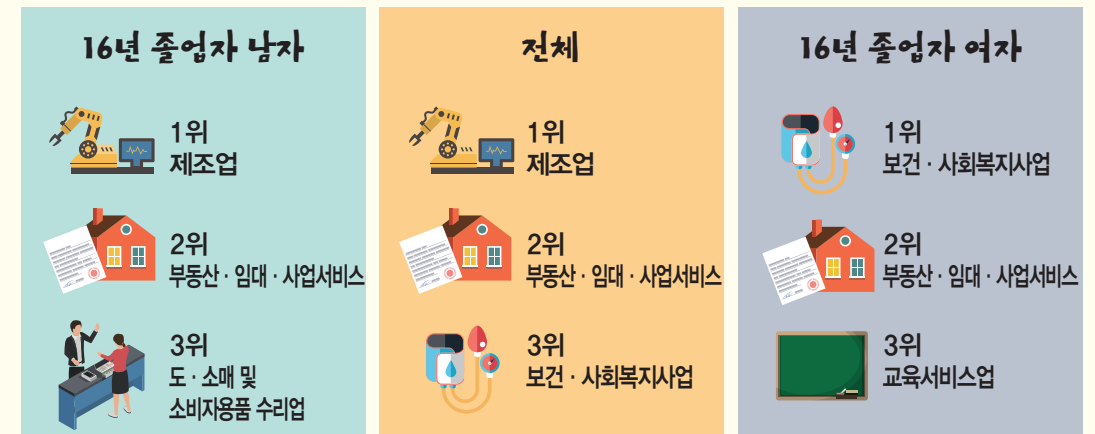 16년 졸업자 남자
1위
제조업
2위
부동산 · 임대 · 사업서비스
3위
도 · 소매 및
소비자용품 수리업
전체
1위
제조업
2위
부동산 · 임대 · 사업서비스
3위
보건 · 사회복지사업
16년 졸업자 여자
1위
보건 · 사회복지사업
2위
부동산 · 임대 · 사업서비스
3위
교육서비스업